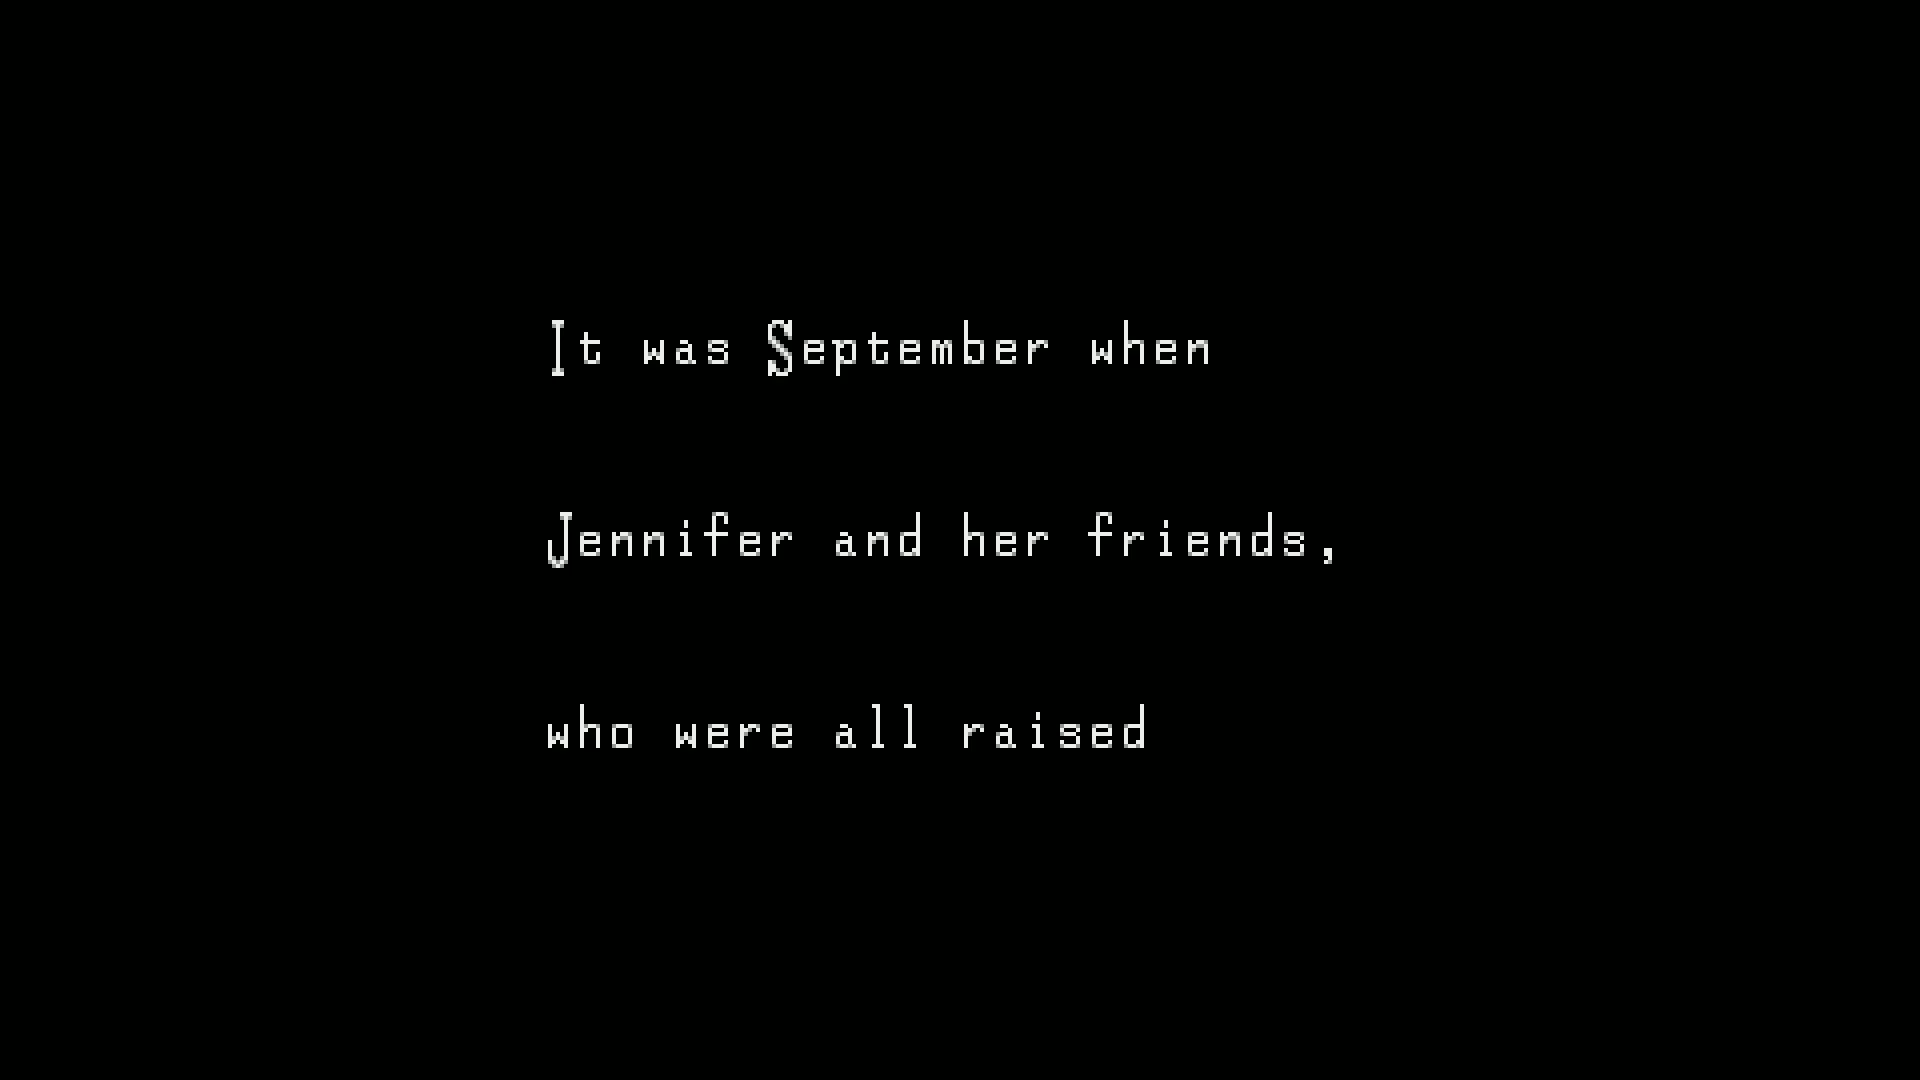 It was September when
Jennifer and her friends,
who were all raised